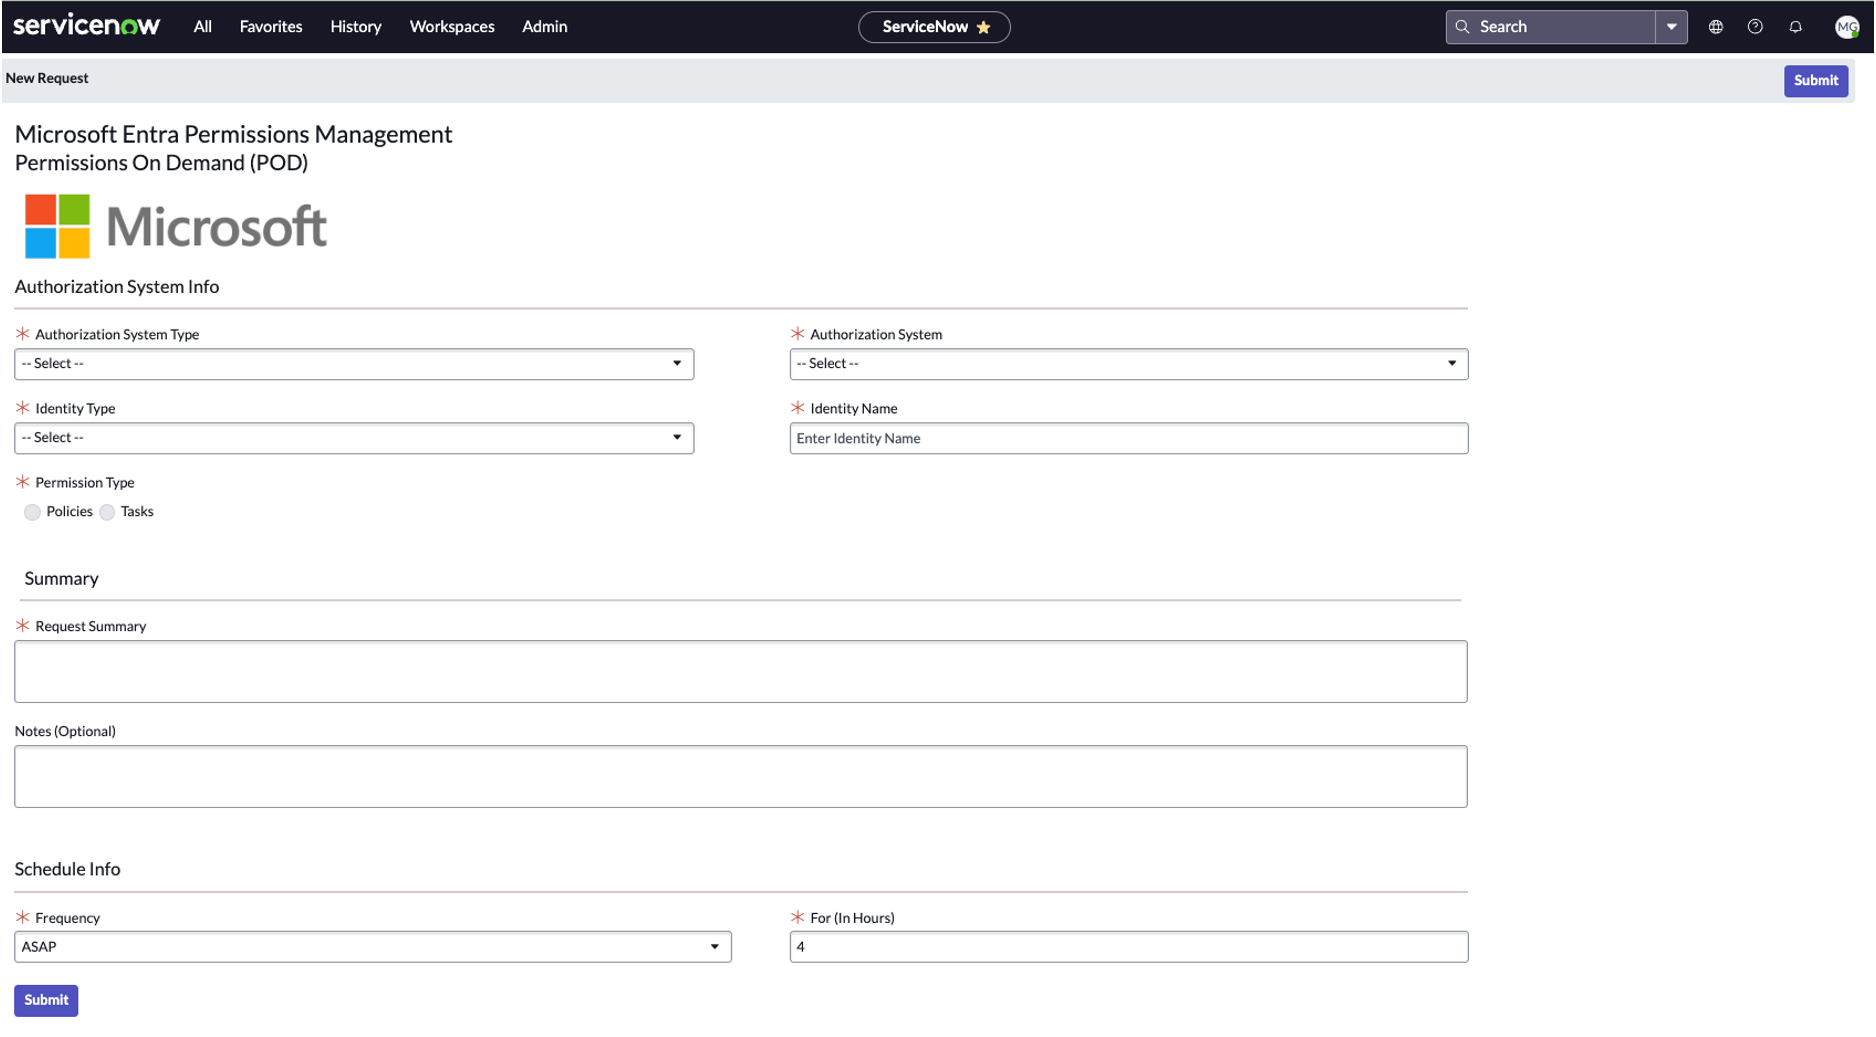 servicenow All Favorites History Workspaces Admin ServiceNow Search MG
New Request Submit
Microsoft Entra Permissions Management
Permissions On Demand (POD)
Microsoft
Authorization System Info
Authorization System Type Authorization System
-- Select -- -- Select --
Identity Type Identity Name
-- Select -- Enter Identity Name
Permission Type
Policies Tasks
Summary
Request Summary
Notes (Optional)
Schedule Info
Frequency For (In Hours)
ASAP 4
Submit